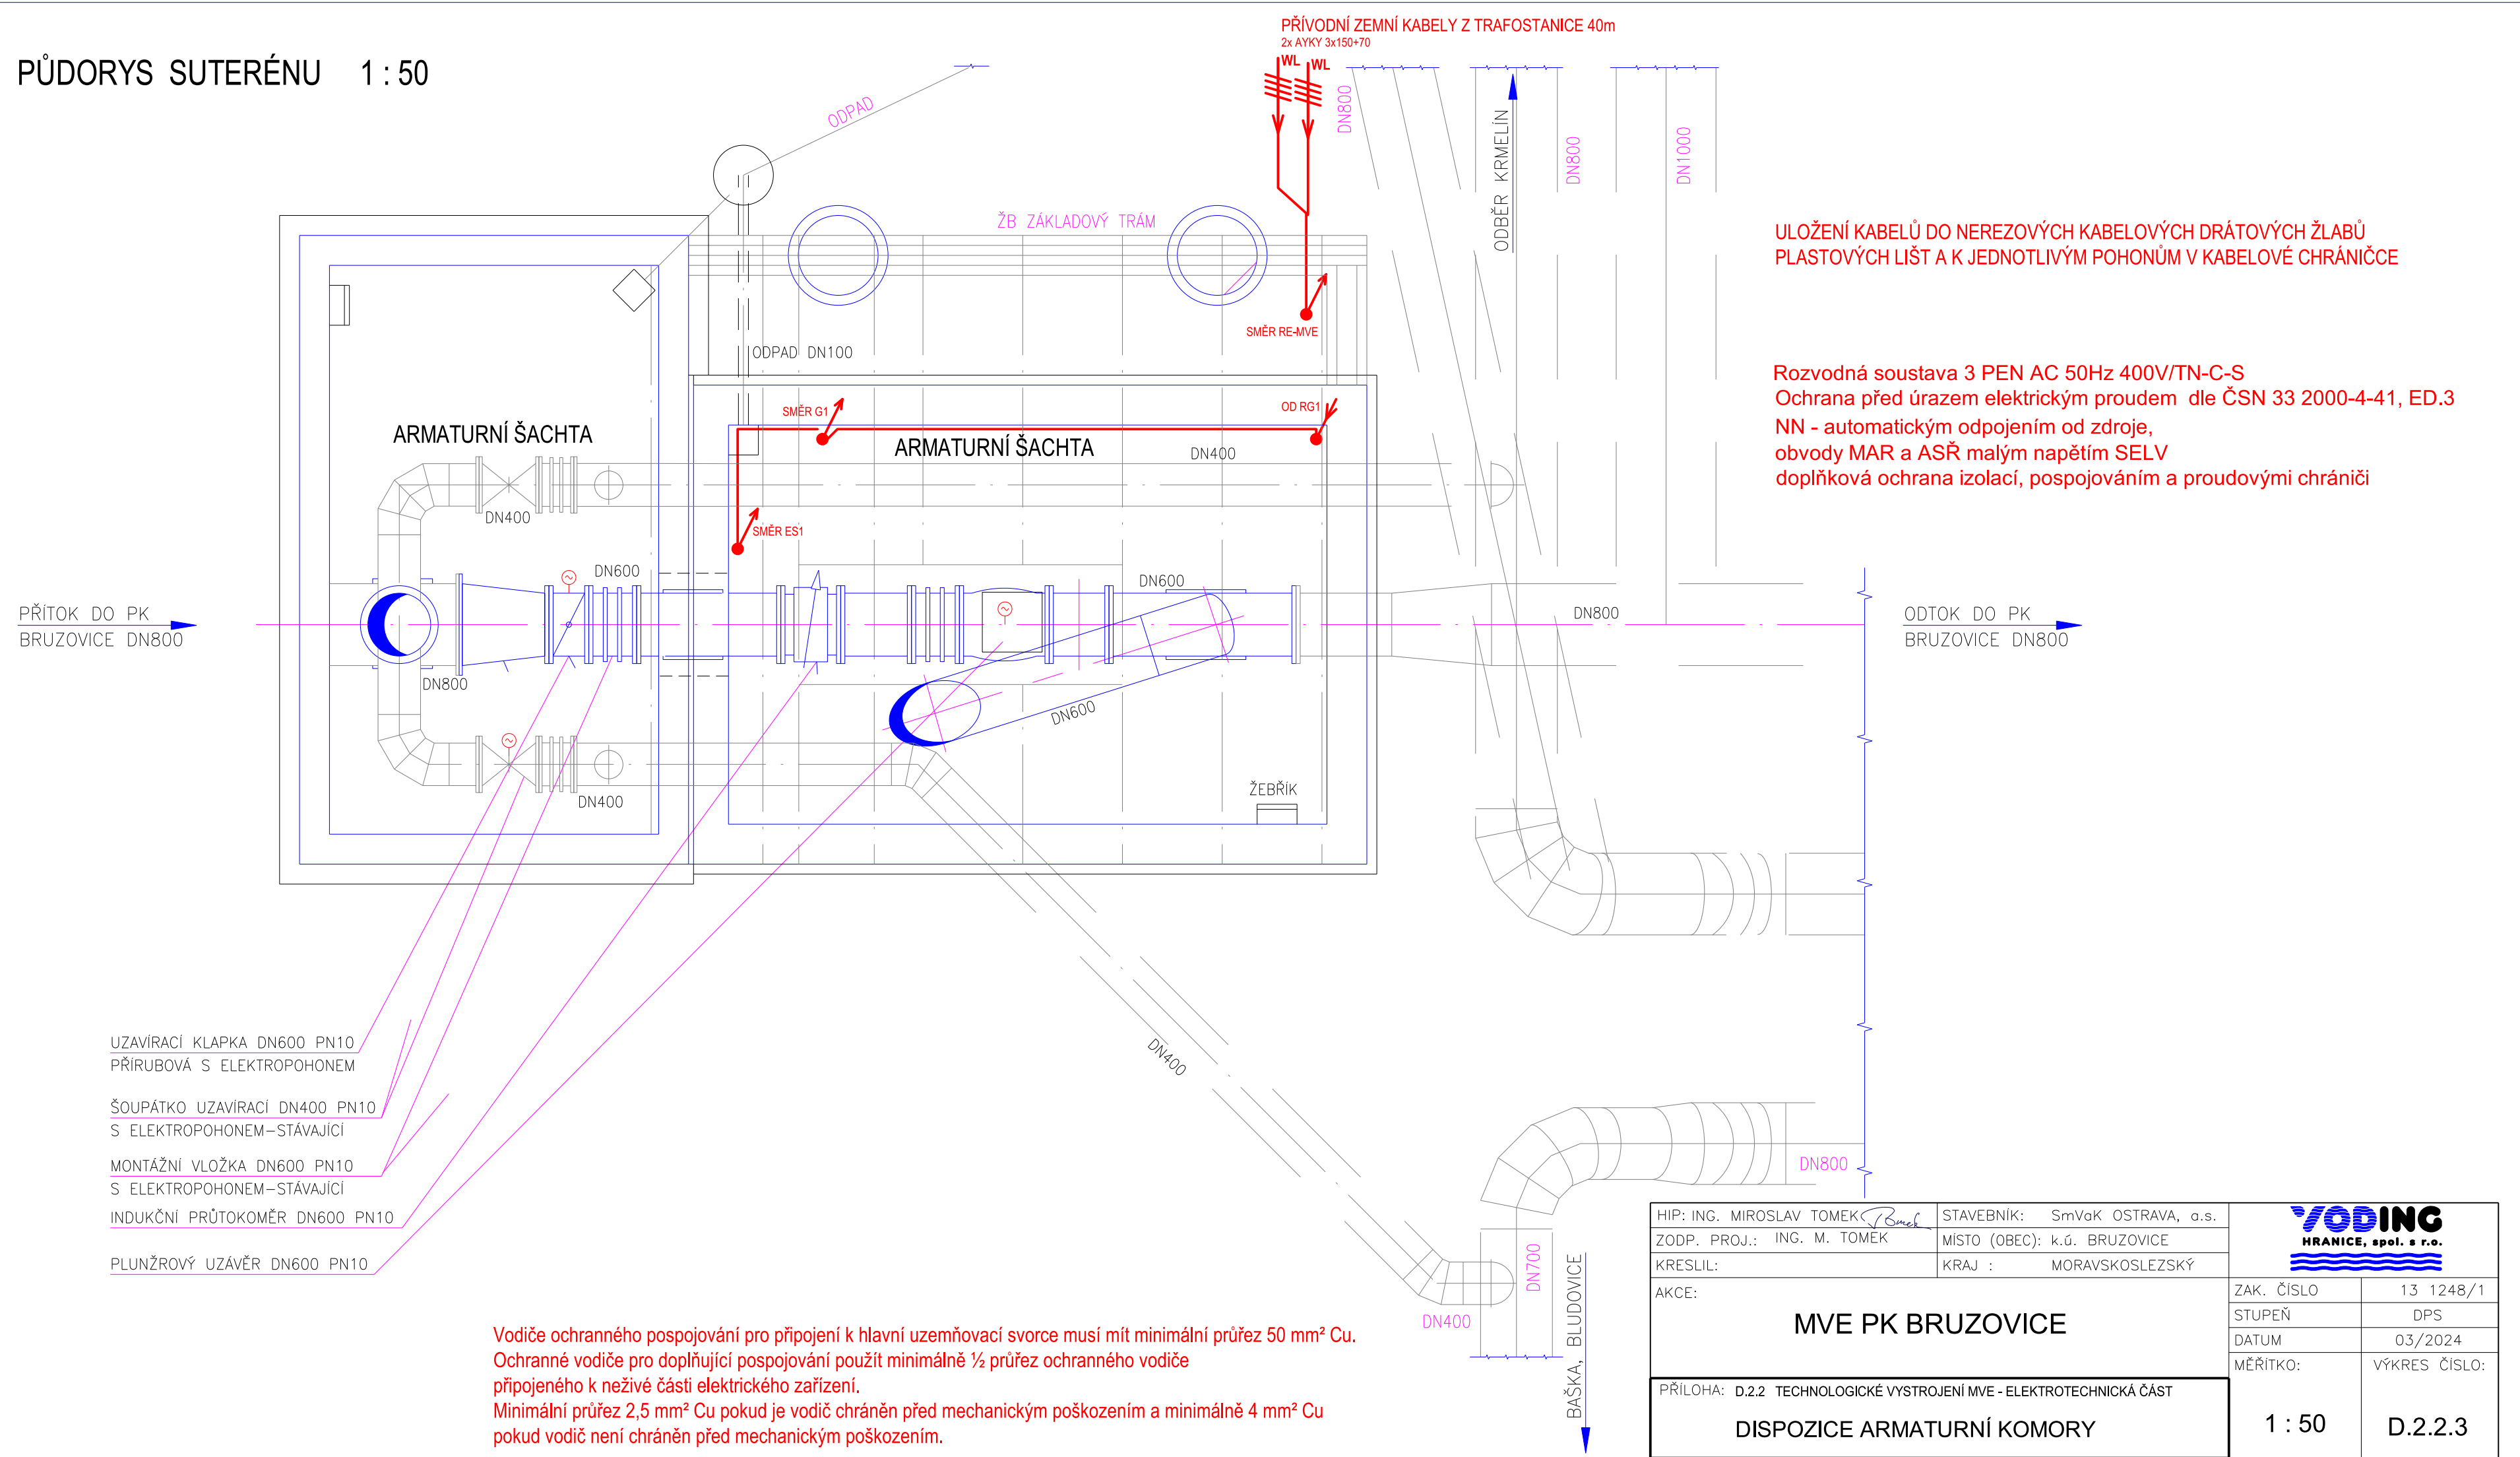 PŮDORYS SUTERÉNU 1 : 50
PŘÍVODNÍ ZEMNÍ KABELY Z TRAFOSTANICE 40m
2x AYKY 3x150+70
WL
WL
ODPAD
DN800
ODBĚR KRMELÍN
DN800
DN1000
ŽB ZÁKLADOVÝ TRÁM
SMĚR RE-MVE
ULOŽENÍ KABELŮ DO NEREZOVÝCH KABELOVÝCH DRÁTOVÝCH ŽLABŮ
PLASTOVÝCH LIŠT A K JEDNOTLIVÝM POHONŮM V KABELOVÉ CHRÁNIČCE
ODPAD DN100
Rozvodná soustava 3 PEN AC 50Hz 400V/TN-C-S
Ochrana před úrazem elektrickým proudem dle ČSN 33 2000-4-41, ED.3
NN - automatickým odpojením od zdroje,
obvody MAR a ASŘ malým napětím SELV
doplňková ochrana izolací, pospojováním a proudovými chrániči
SMĚR G1
OD RG1
ARMATURNÍ ŠACHTA
ARMATURNÍ ŠACHTA
DN400
DN400
SMĚR ES1
DN600
DN600
PŘÍTOK DO PK
BRUZOVICE DN800
DN800
ODTOK DO PK
BRUZOVICE DN800
DN800
DN600
DN400
ŽEBŘÍK
UZAVÍRACÍ KLAPKA DN600 PN10
PŘÍRUBOVÁ S ELEKTROPOHONEM
ŠOUPÁTKO UZAVÍRACÍ DN400 PN10
S ELEKTROPOHONEM-STÁVAJÍCÍ
MONTÁŽNÍ VLOŽKA DN600 PN10
S ELEKTROPOHONEM-STÁVAJÍCÍ
INDUKČNÍ PRŮTOKOMĚR DN600 PN10
PLUNŽROVÝ UZÁVĚR DN600 PN10
DN400
DN800
DN700
DN400
BAŠKA, BLUDOVICE
Vodiče ochranného pospojování pro připojení k hlavní uzemňovací svorce musí mít minimální průřez 50 mm² Cu.
Ochranné vodiče pro doplňující pospojování použít minimálně ½ průřez ochranného vodiče
připojeného k neživé části elektrického zařízení.
Minimální průřez 2,5 mm² Cu pokud je vodič chráněn před mechanickým poškozením a minimálně 4 mm² Cu
pokud vodič není chráněn před mechanickým poškozením.
HIP: ING. MIROSLAV TOMEK
STAVEBNÍK: SmVaK OSTRAVA, a.s.
ZODP. PROJ.: ING. M. TOMEK
MÍSTO (OBEC): k.ú. BRUZOVICE
KRESLIL:
KRAJ : MORAVSKOSLEZSKÝ
VODING
HRANICE, spol. s r.o.
AKCE:
MVE PK BRUZOVICE
ZAK. ČÍSLO 13 1248/1
STUPEŇ DPS
DATUM 03/2024
MĚŘÍTKO: VÝKRES ČÍSLO:
PŘÍLOHA: D.2.2 TECHNOLOGICKÉ VYSTROJENÍ MVE - ELEKTROTECHNICKÁ ČÁST
DISPOZICE ARMATURNÍ KOMORY
1 : 50 D.2.2.3